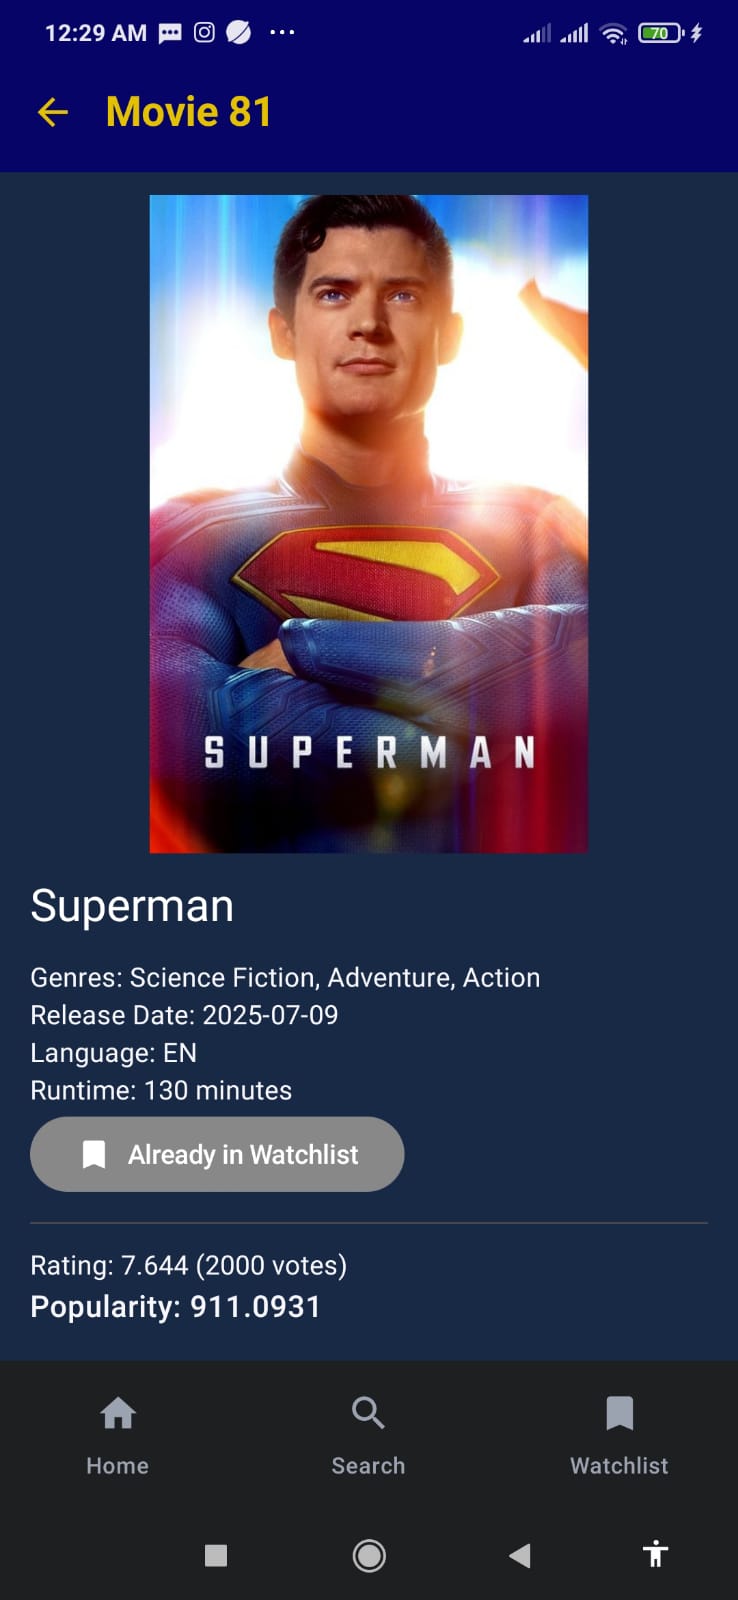 12:29 AM
70
Movie 81
SUPERMAN
Superman
Genres: Science Fiction, Adventure, Action
Release Date: 2025-07-09
Language: EN
Runtime: 130 minutes
Already in Watchlist
Rating: 7.644 (2000 votes)
Popularity: 911.0931
Home
Search
Watchlist